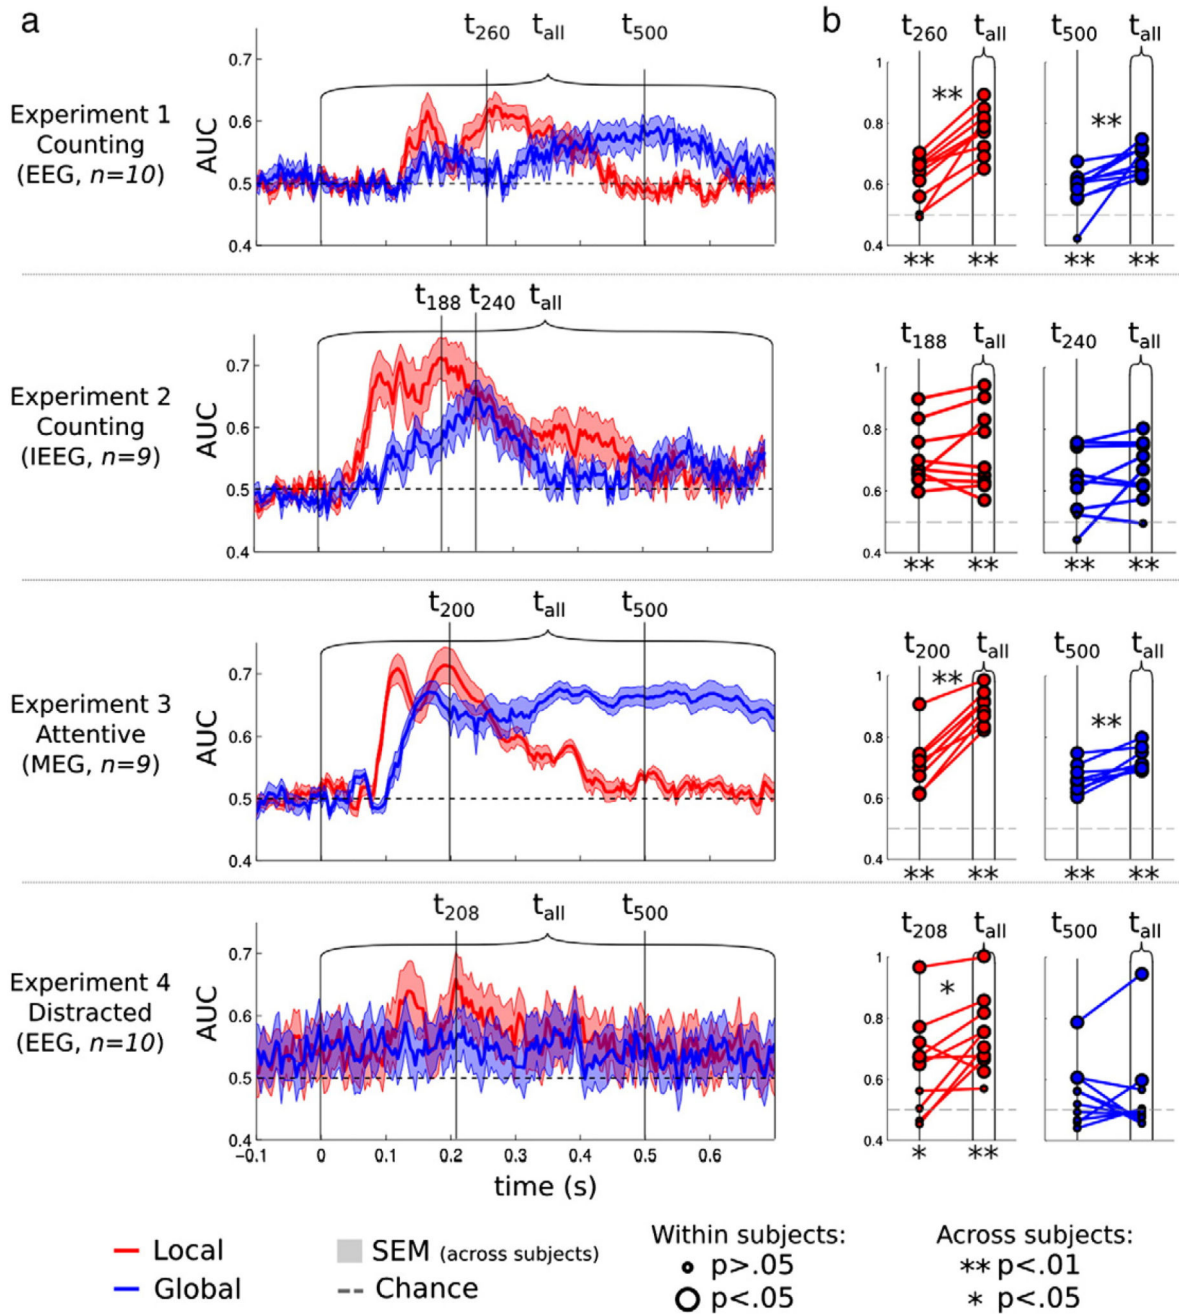 a
b
t260 tall t500
t260 tall
t500 tall
Experiment 1
Counting
(EEG, n=10)
AUC
0.7
0.6
0.5
0.4
1
0.8
0.6
0.4
**
**
** **
** **
t188 t240 tall
t188 tall
t240 tall
Experiment 2
Counting
(IEEG, n=9)
AUC
0.7
0.6
0.5
0.4
1
0.8
0.6
0.4
** **
** **
t200 tall t500
t200 tall
t500 tall
Experiment 3
Attentive
(MEG, n=9)
AUC
0.7
0.6
0.5
0.4
1
0.8
0.6
0.4
**
**
** **
** **
t208 tall t500
t208 tall
t500 tall
Experiment 4
Distracted
(EEG, n=10)
AUC
0.7
0.6
0.5
0.4
1
0.8
0.6
0.4
*
* **
−0.1 0 0.1 0.2 0.3 0.4 0.5 0.6
time (s)
Local
Global
SEM (across subjects)
Chance
Within subjects:
p>.05
p<.05
Across subjects:
** p<.01
* p<.05